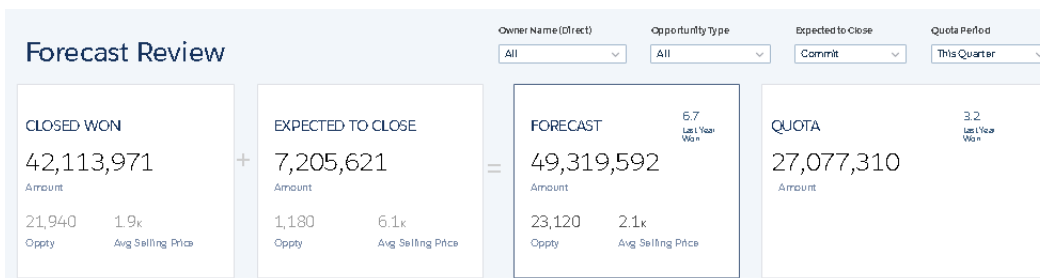 Forecast Review
Owner Name (Direct)
All
Opportunity Type
All
Expected to Close
Commit
Quota Period
This Quarter
CLOSED WON
42,113,971
Amount
21,940
Oppty
1.9K
Avg Selling Price
+
EXPECTED TO CLOSE
7,205,621
Amount
1,180
Oppty
6.1K
Avg Selling Price
=
FORECAST
6.7
Last Year
Won
49,319,592
Amount
23,120
Oppty
2.1K
Avg Selling Price
QUOTA
3.2
Last Year
Won
27,077,310
Amount